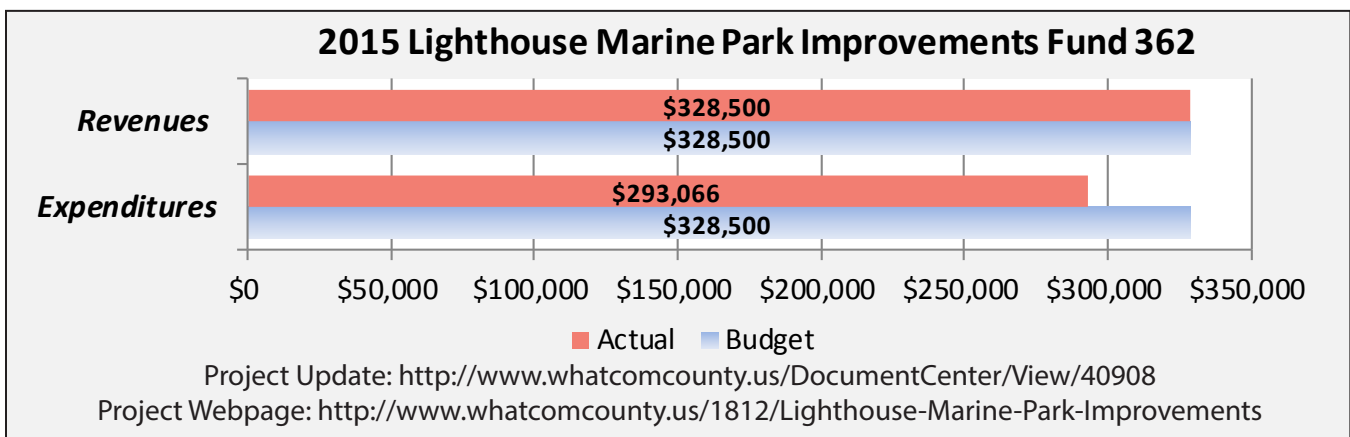 2015 Lighthouse Marine Park Improvements Fund 362
Revenues
$328,500
$328,500
Expenditures
$293,066
$328,500
$0 $50,000 $100,000 $150,000 $200,000 $250,000 $300,000 $350,000
Actual Budget
Project Update: http://www.whatcomcounty.us/DocumentCenter/View/40908
Project Webpage: http://www.whatcomcounty.us/1812/Lighthouse-Marine-Park-Improvements